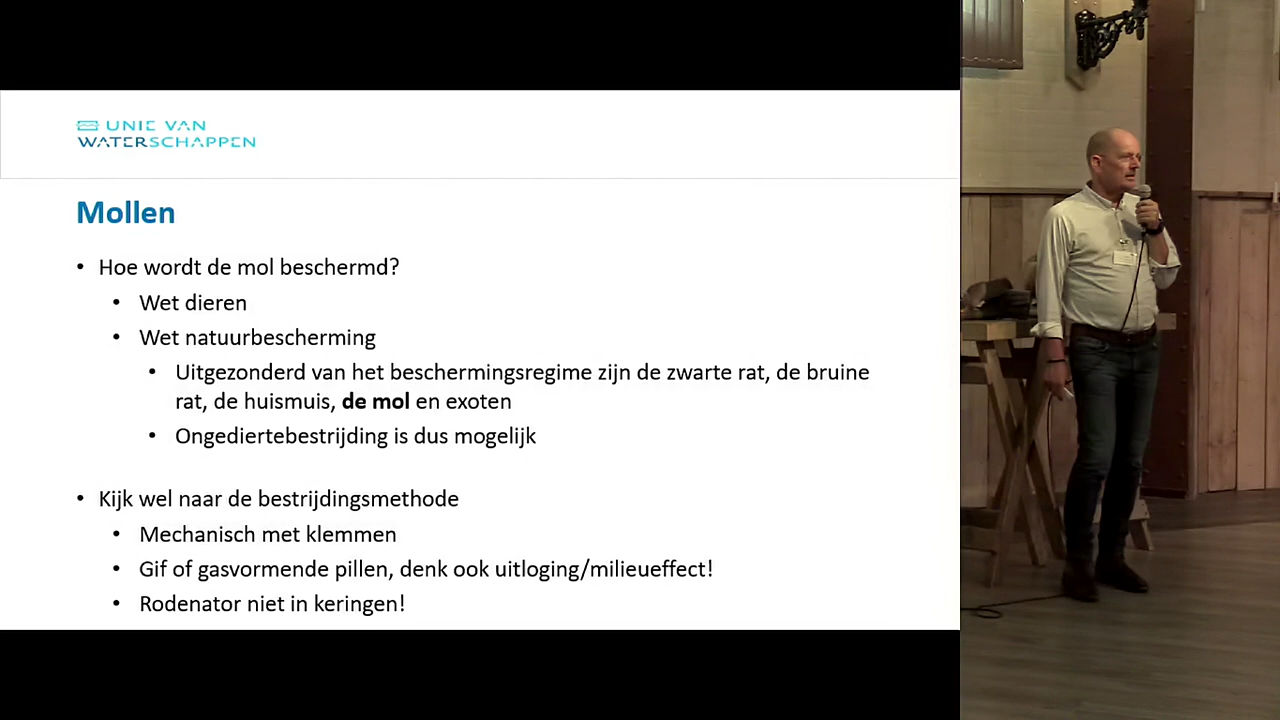 UNIE VAN
WATERSCHAPPEN
Mollen
• Hoe wordt de mol beschermd?
• Wet dieren
• Wet natuurbescherming
• Uitgezonderd van het beschermingsregime zijn de zwarte rat, de bruine
rat, de huismuis, de mol en exoten
• Ongediertebestrijding is dus mogelijk
• Kijk wel naar de bestrijdingsmethode
• Mechanisch met klemmen
• Gif of gasvormende pillen, denk ook uitloging/milieueffect!
• Rodenator niet in keringen!